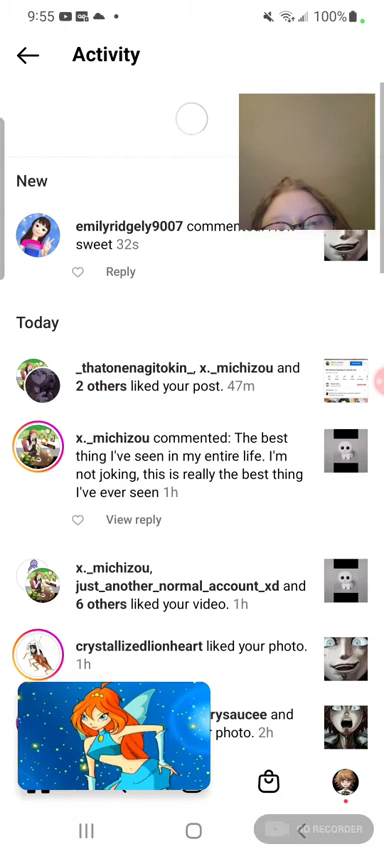 9:55
100%
Activity
New
emilyridgely9007 commented: How
sweet 32s
Reply
Today
_thatonenagitokin_, x._michizou and
2 others liked your post. 47m
x._michizou commented: The best
thing I've seen in my entire life. I'm
not joking, this is really the best thing
I've ever seen 1h
View reply
x._michizou,
just_another_normal_account_xd and
6 others liked your video. 1h
crystallizedlionheart liked your photo.
1h
rysaucee and
photo. 2h
GO RECORDER